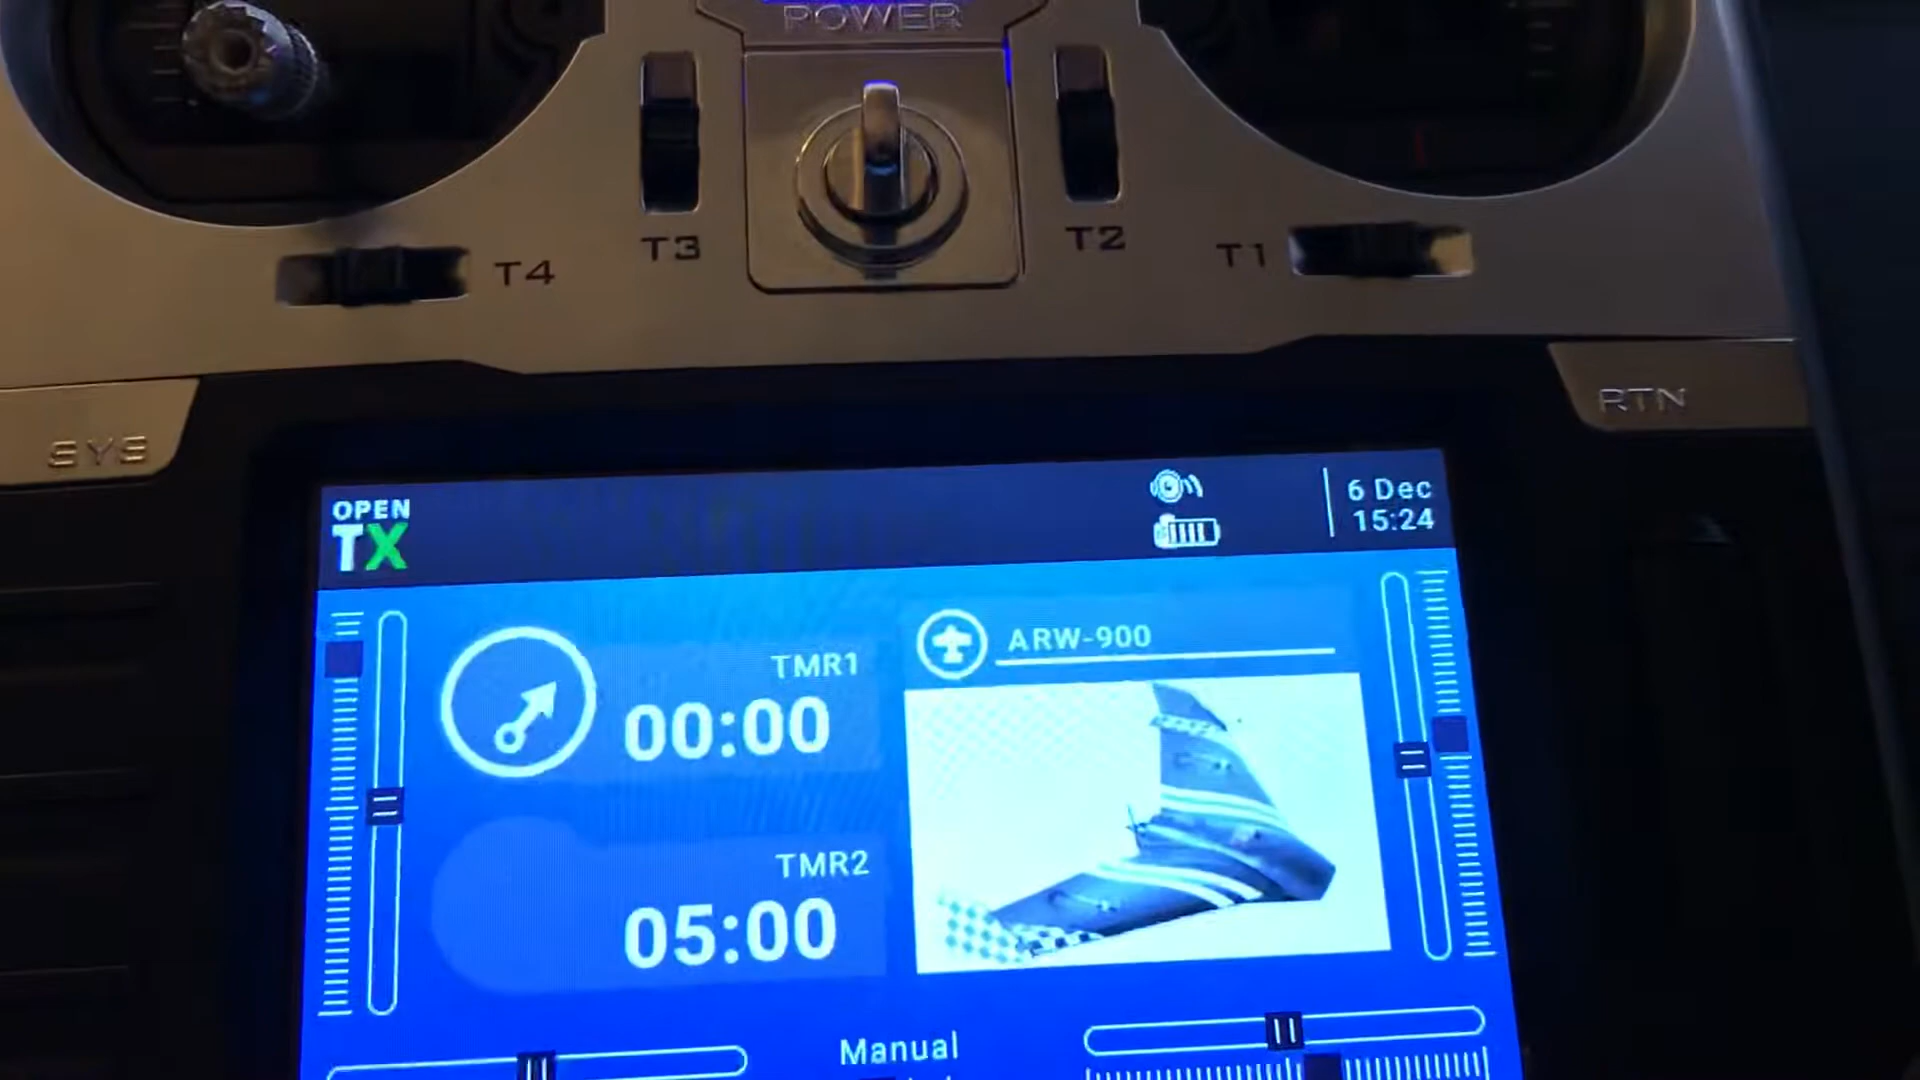 POWER
T3
T2
T1
T4
RTN
SYS
OPEN
TX
6 Dec
15:24
ARW-900
TMR1
00:00
TMR2
05:00
Manual